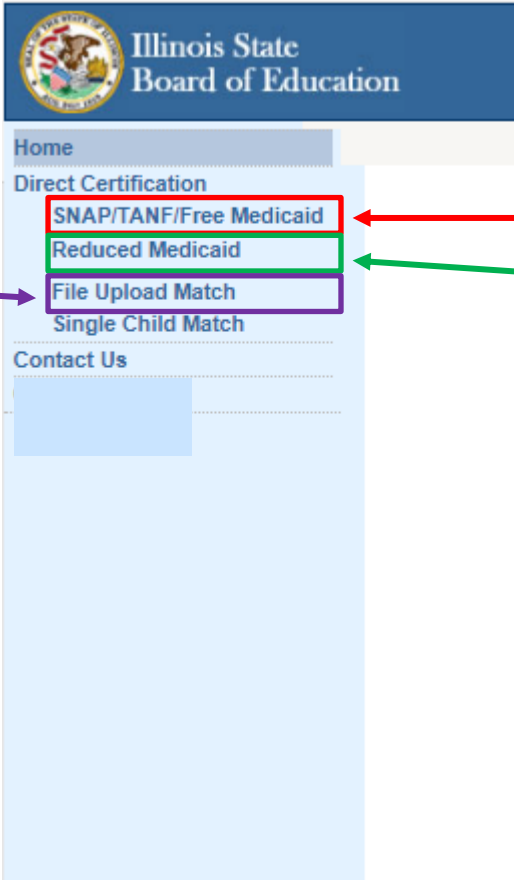 Illinois State
Board of Education
Home
Direct Certification
SNAP/TANF/Free Medicaid
Reduced Medicaid
File Upload Match
Single Child Match
Contact Us